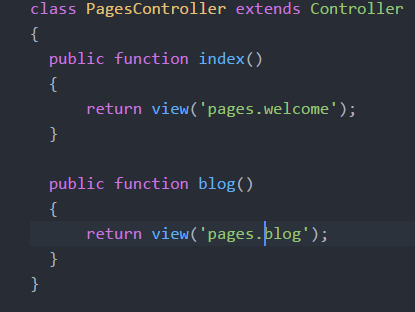 class PagesController extends Controller
{
  public function index()
  {
      return view('pages.welcome');
  }

  public function blog()
  {
      return view('pages.blog');
  }
}